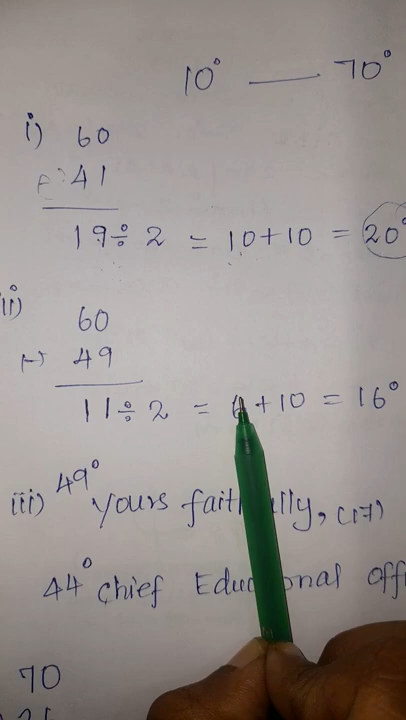 10° — 70°
i) 60
(-) 41
19 ÷ 2 = 10+10 = 20°
ii) 60
(-) 49
11 ÷ 2 = 6+10 = 16°
iii) 49° yours faithfully, (17)
44° Chief Educational Off
70